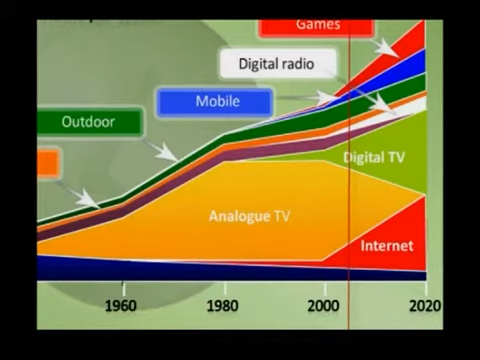 Games
Digital radio
Mobile
Outdoor
Digital TV
Analogue TV
Internet
1960 1980 2000 2020